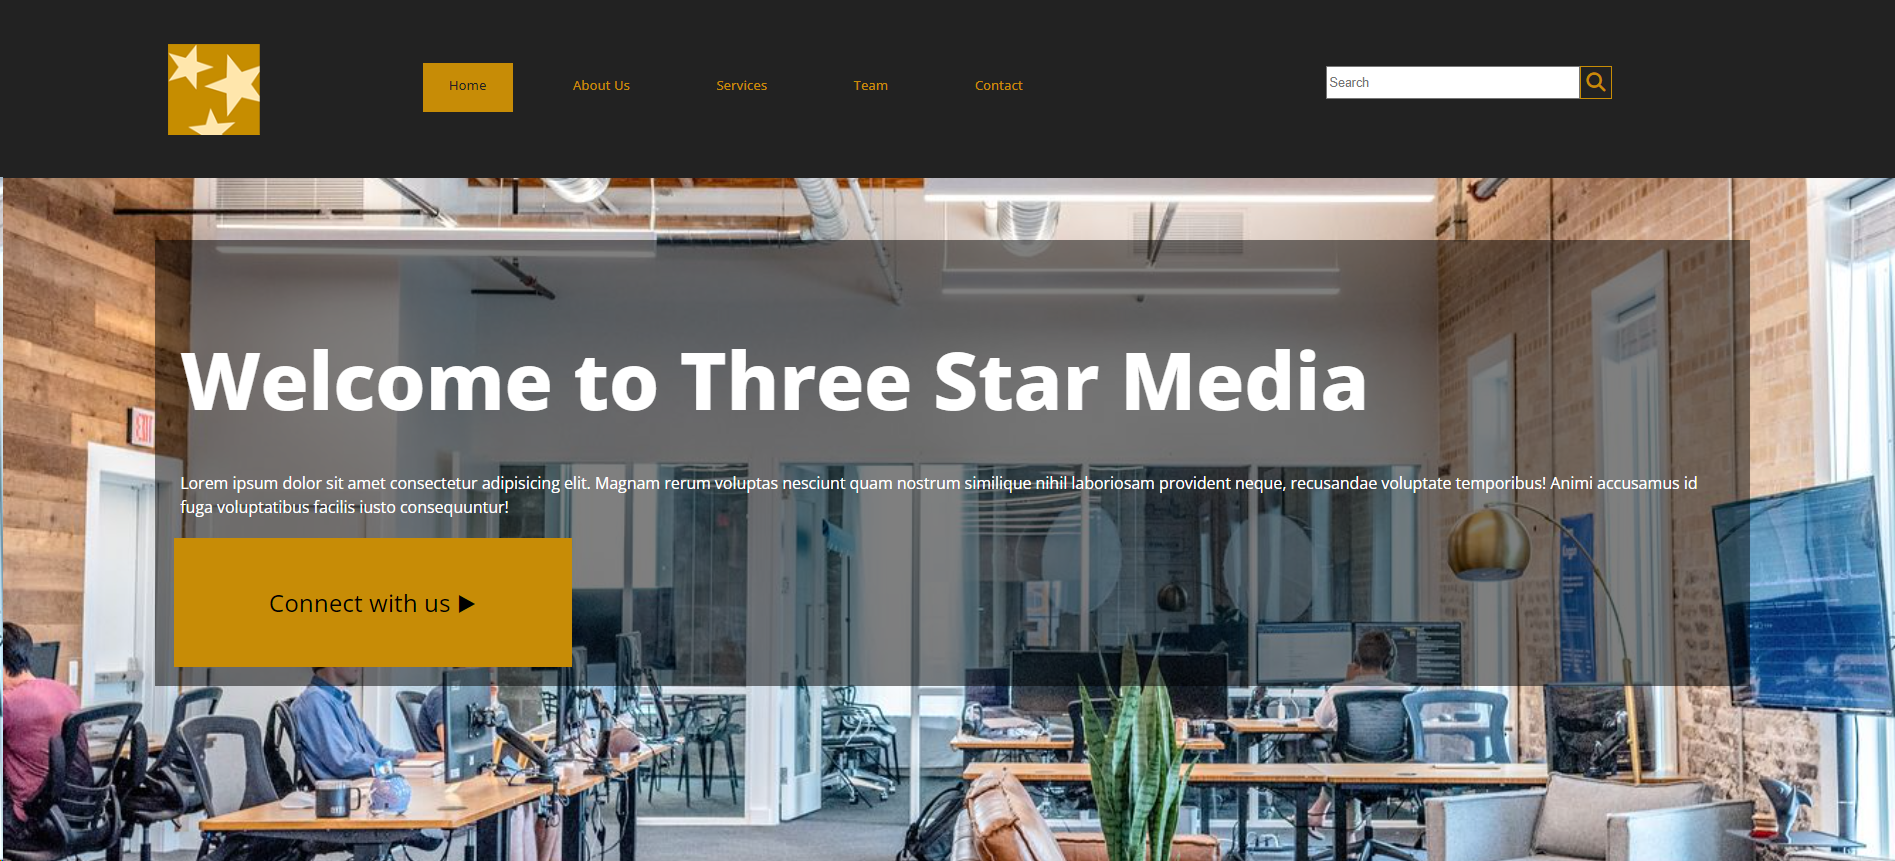 Home
About Us
Services
Team
Contact
Search
EXIT
Welcome to Three Star Media
Lorem ipsum dolor sit amet consectetur adipisicing elit. Magnam rerum voluptas nesciunt quam nostrum similique nihil laboriosam provident neque, recusandae voluptate temporibus! Animi accusamus id
fuga voluptatibus facilis iusto consequuntur!
Connect with us ▶